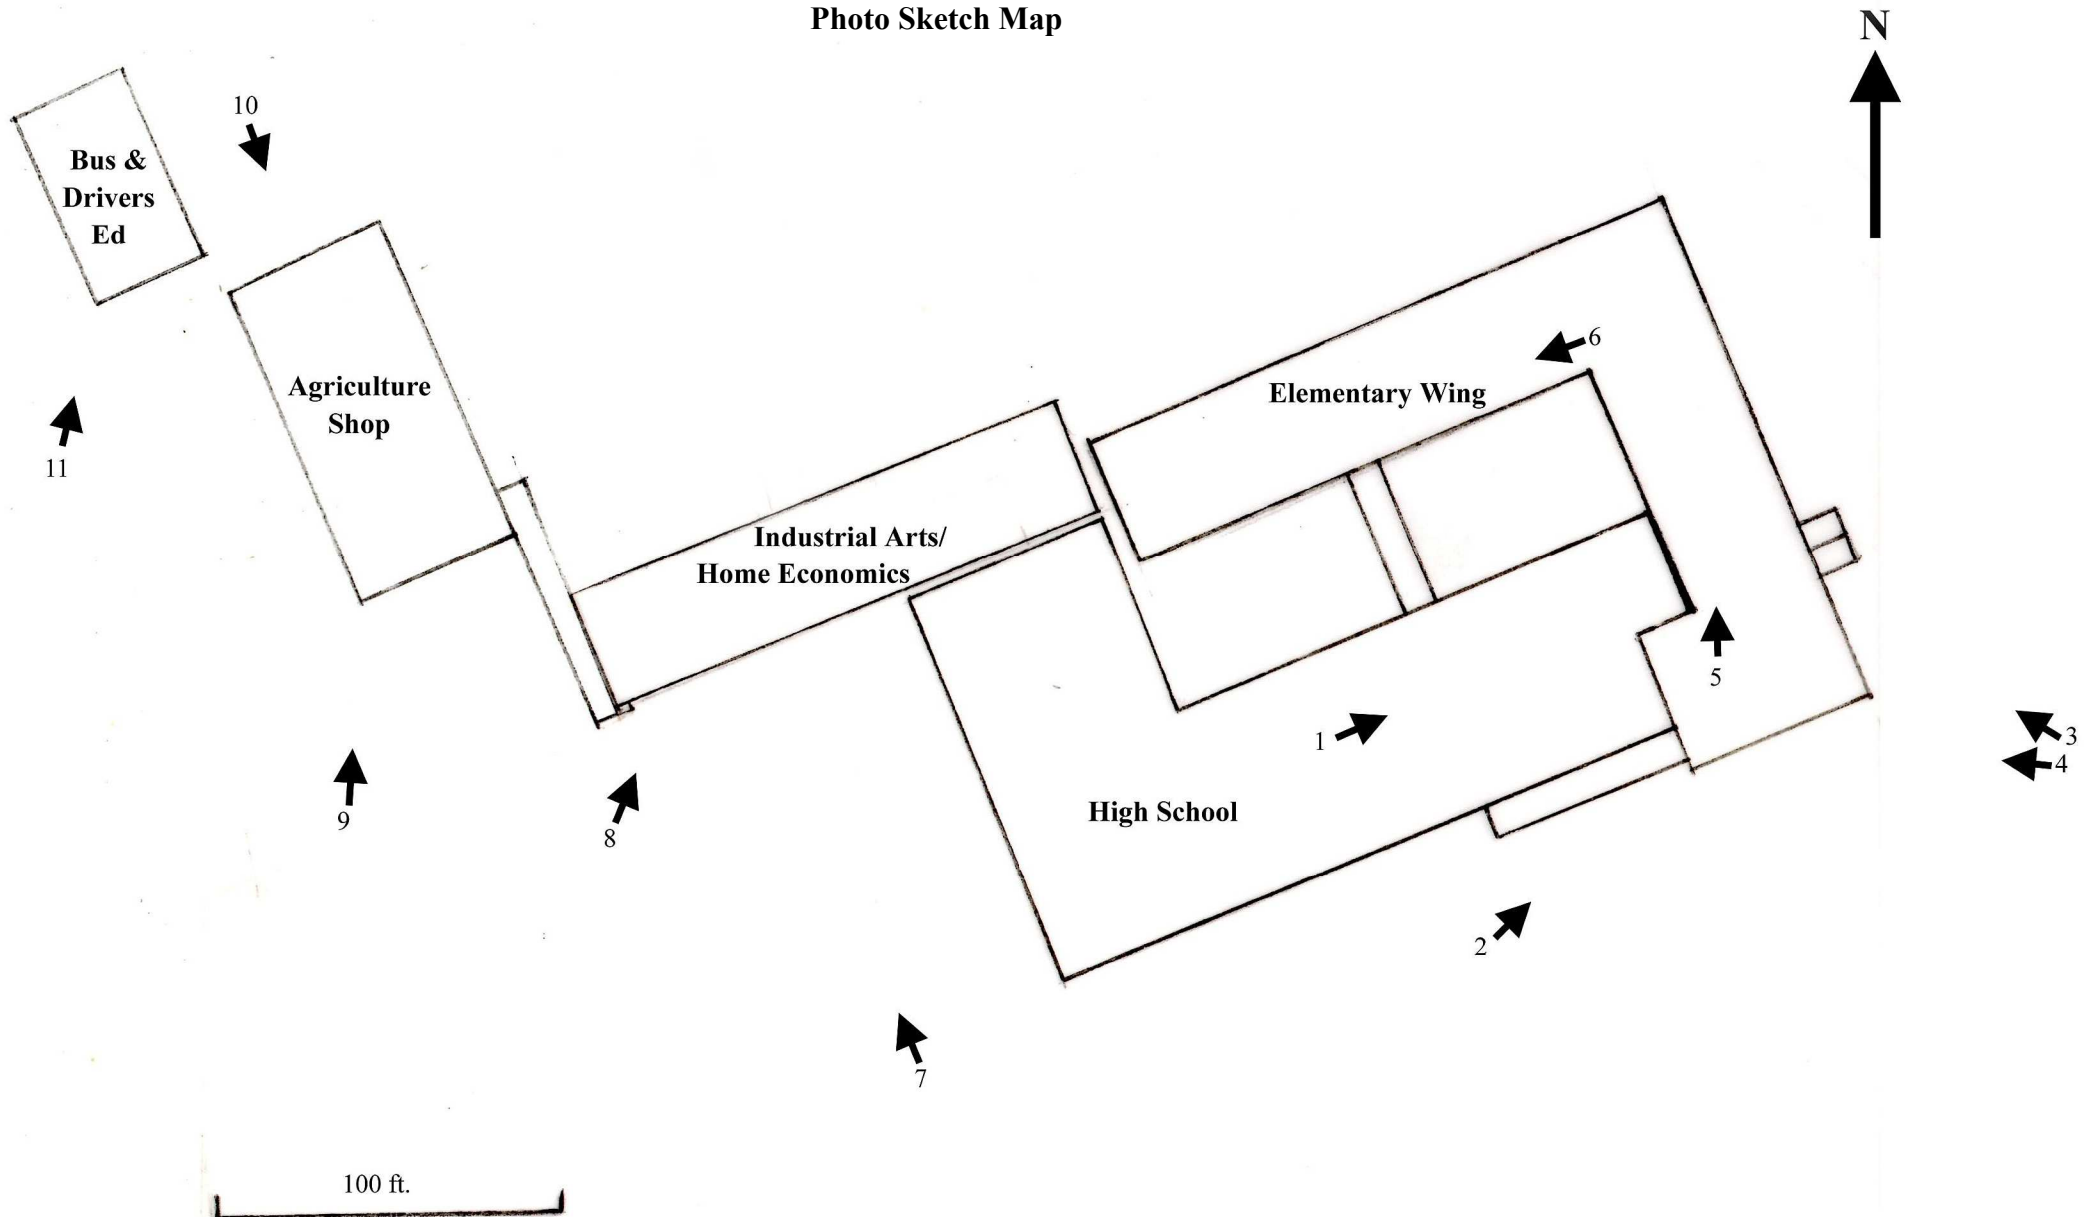 Photo Sketch Map
N
10
Bus &
Drivers
Ed
6
Agriculture
Shop
Elementary Wing
11
Industrial Arts/
Home Economics
5
1
3
4
9
8
High School
2
7
100 ft.